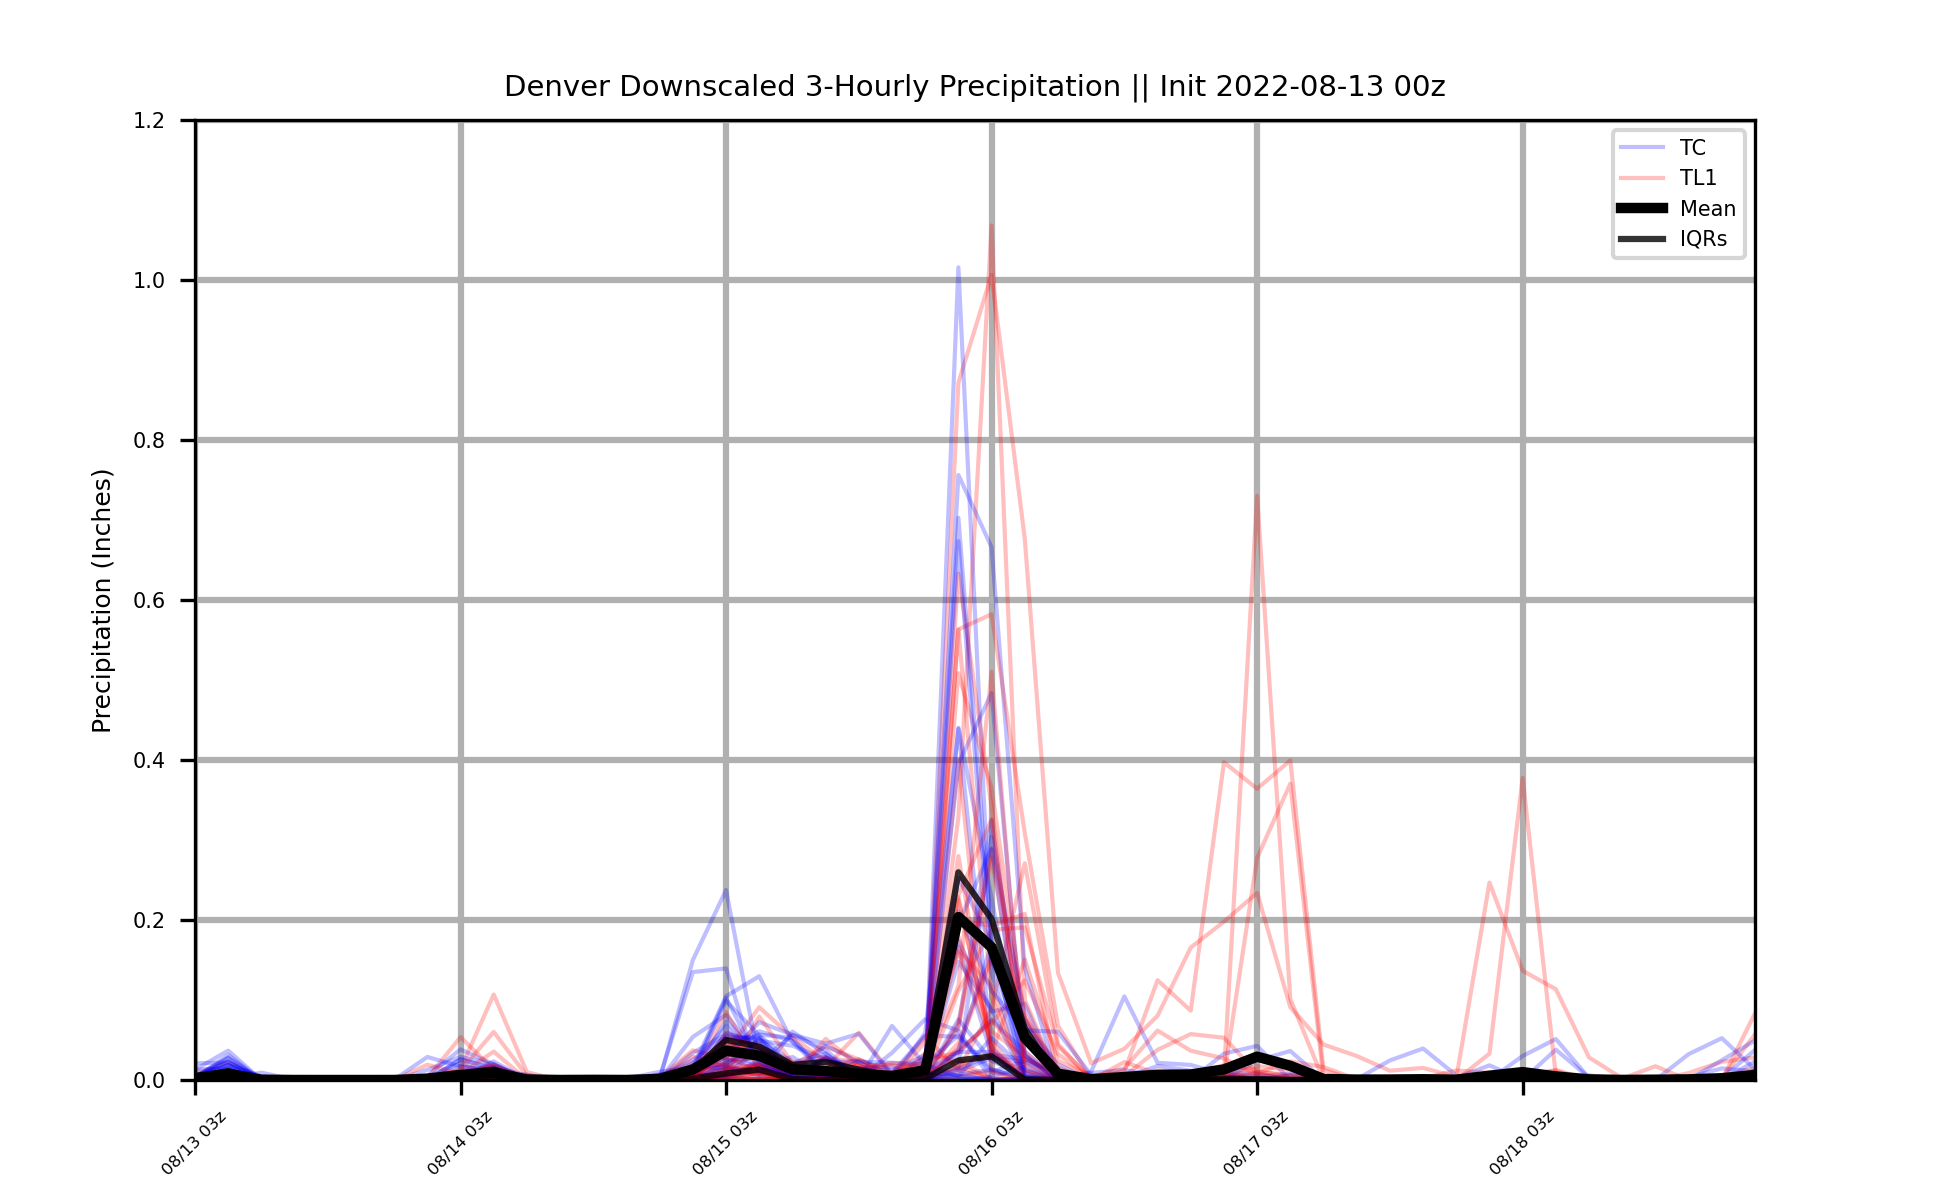 Denver Downscaled 3-Hourly Precipitation || Init 2022-08-13 00z
Precipitation (Inches)
1.2
1.0
0.8
0.6
0.4
0.2
0.0
TC
TL1
Mean
IQRs
08/13 03z
08/14 03z
08/15 03z
08/16 03z
08/17 03z
08/18 03z